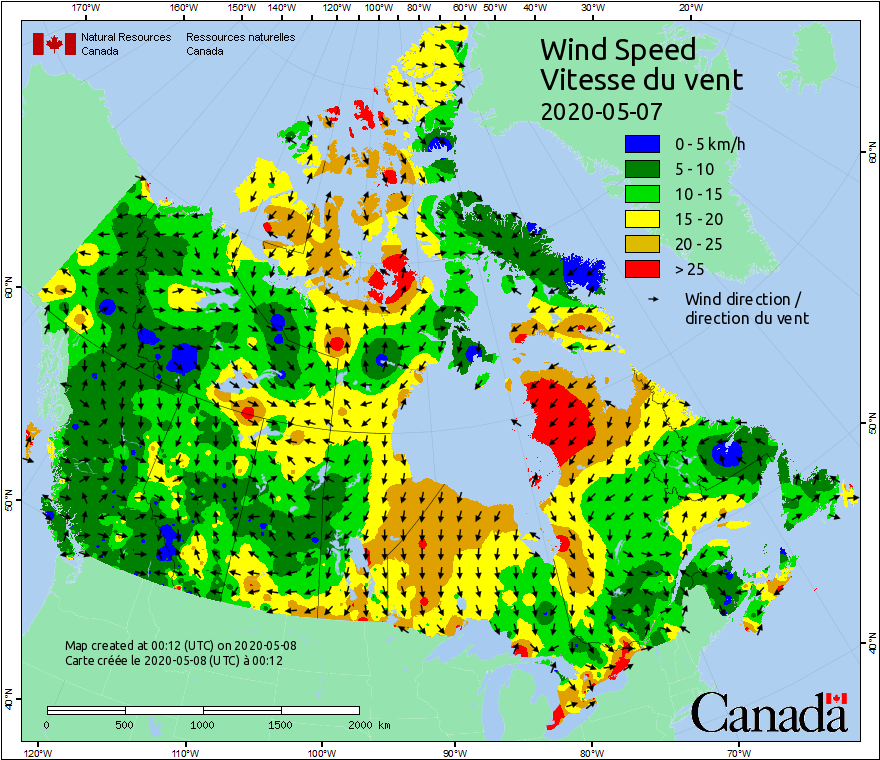 170°W 160°W 150°W 140°W 130°W 120°W 110°W 100°W 90°W 80°W 70°W 60°W 50°W 40°W 30°W 20°W
Natural Resources Canada
Ressources naturelles Canada
Wind Speed
Vitesse du vent
2020-05-07
0 - 5 km/h
5 - 10
10 - 15
15 - 20
20 - 25
> 25
Wind direction /
direction du vent
60°N
50°N
40°N
60°N
50°N
40°N
Map created at 00:12 (UTC) on 2020-05-08
Carte créée le 2020-05-08 (UTC) à 00:12
0 500 1000 1500 2000 km
Canada
120°W 110°W 100°W 90°W 80°W 70°W